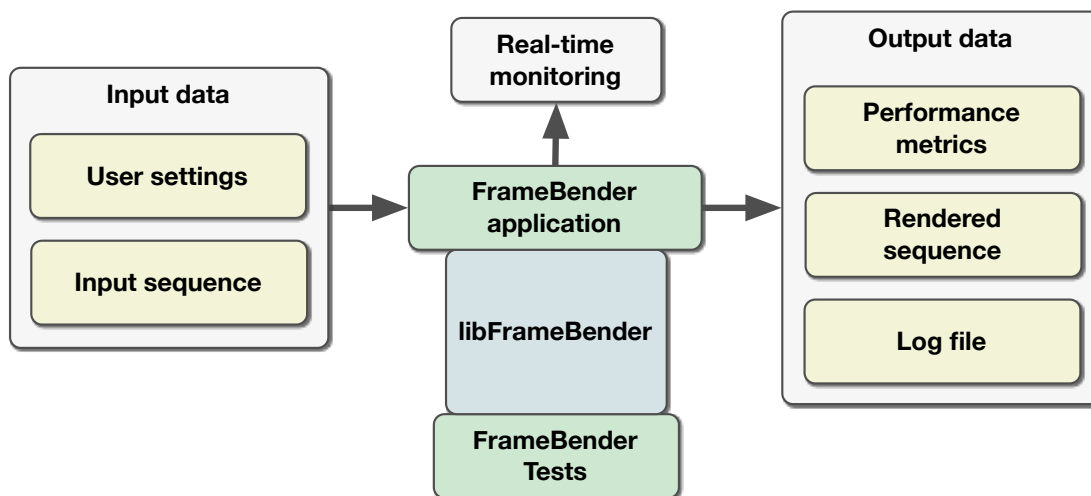 Input data
User settings
Input sequence
Real-time
monitoring
FrameBender
application
libFrameBender
FrameBender
Tests
Output data
Performance
metrics
Rendered
sequence
Log file